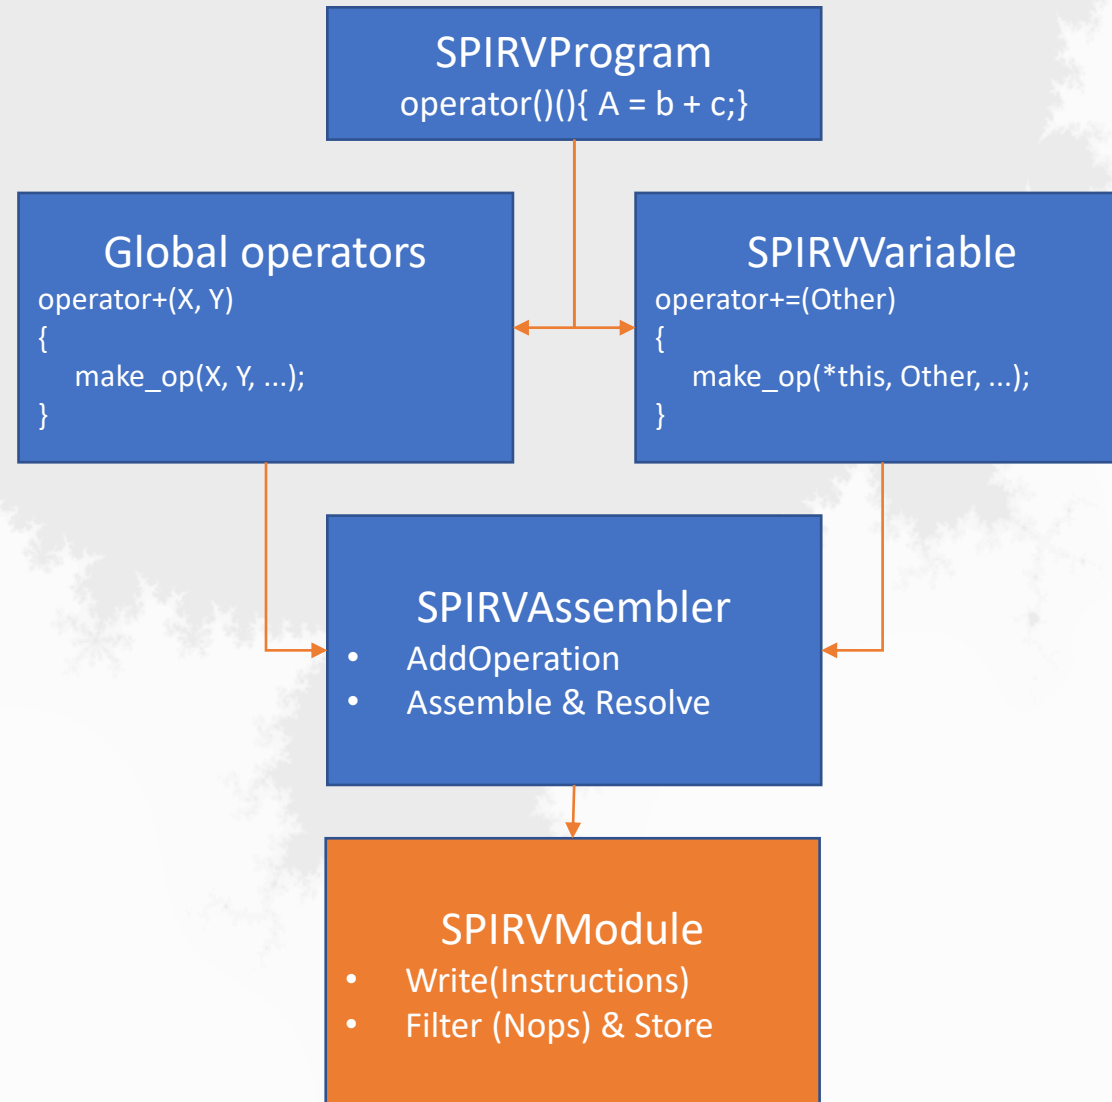 SPIRVProgram
operator()(){ A = b + c;}
Global operators
operator+(X, Y)
{
make_op(X, Y, ...);
}
SPIRVVariable
operator+=(Other)
{
make_op(*this, Other, ...);
}
SPIRVAssembler
• AddOperation
• Assemble & Resolve
SPIRVModule
• Write(Instructions)
• Filter (Nops) & Store